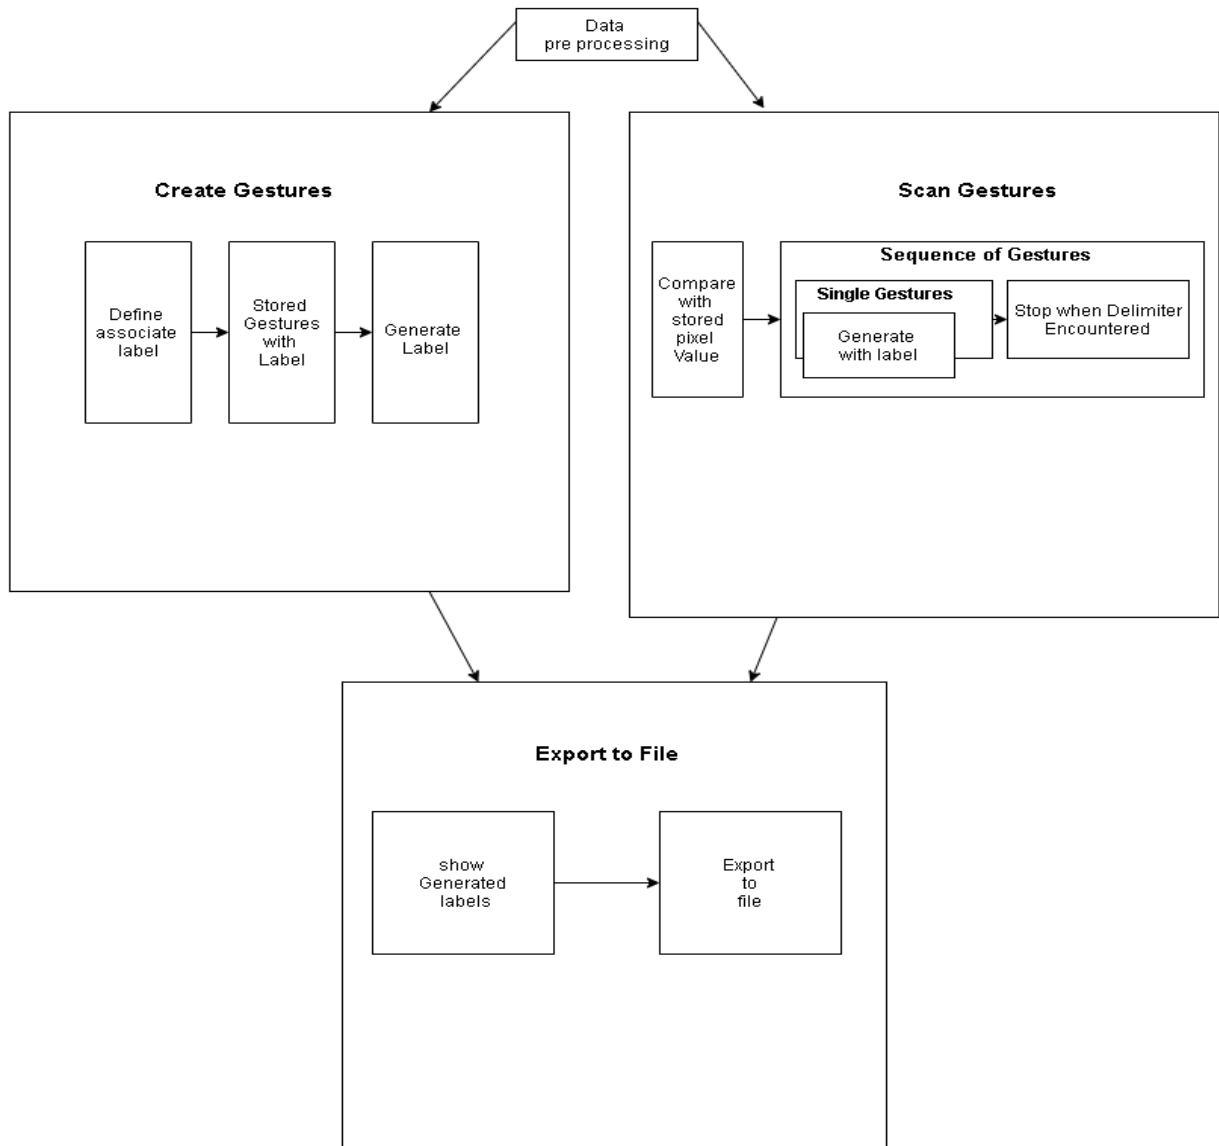 Data
pre processing
Create Gestures
Define
associate
label
Stored
Gestures
with
Label
Generate
Label
Scan Gestures
Compare
with
stored
pixel
Value
Sequence of Gestures
Single Gestures
Generate
with label
Stop when Delimiter
Encountered
Export to File
show
Generated
labels
Export
to
file